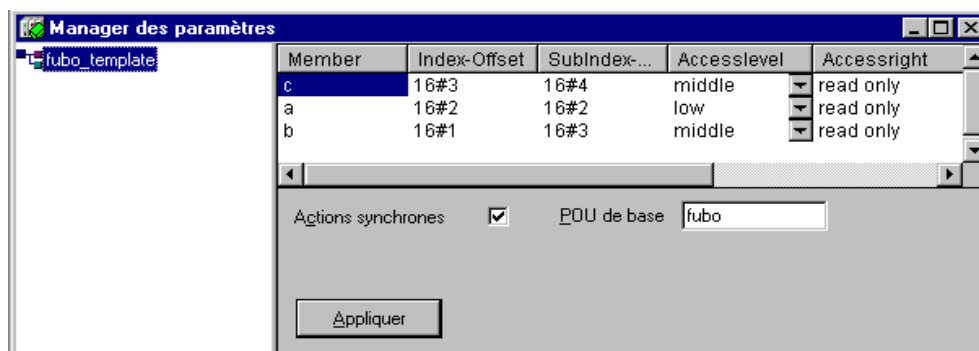 Manager des paramètres
fubo_template
Member Index-Offset SubIndex-... Accesslevel Accessright
c 16#3 16#4 middle read only
a 16#2 16#2 low read only
b 16#1 16#3 middle read only
Actions synchrones POU de base fubo
Appliquer